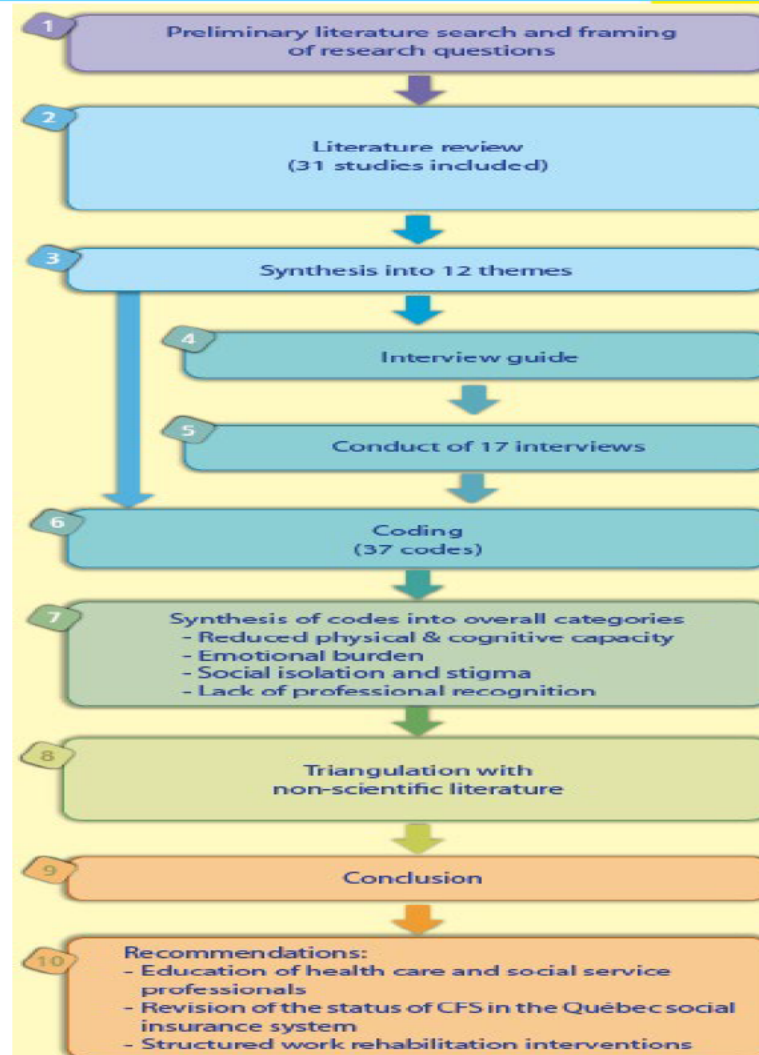 1
Preliminary literature search and framing
of research questions
2
Literature review
(31 studies included)
3
Synthesis into 12 themes
4
Interview guide
5
Conduct of 17 interviews
6
Coding
(37 codes)
7
Synthesis of codes into overall categories
- Reduced physical & cognitive capacity
- Emotional burden
- Social isolation and stigma
- Lack of professional recognition
8
Triangulation with
non-scientific literature
9
Conclusion
10
Recommendations:
- Education of health care and social service
professionals
- Revision of the status of CFS in the Québec social
insurance system
- Structured work rehabilitation interventions